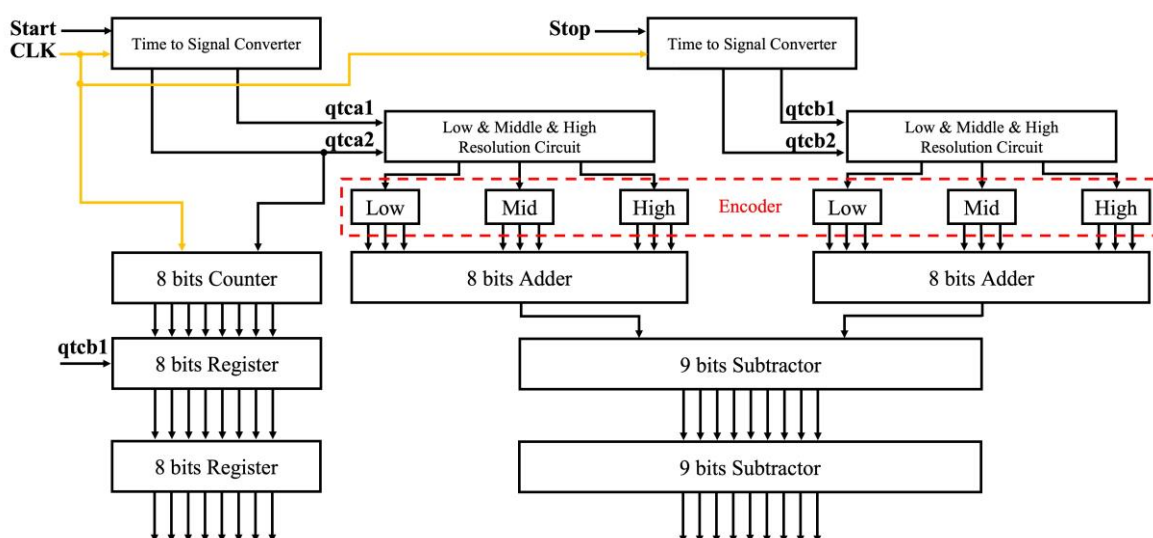 Start
CLK
Time to Signal Converter
Stop
Time to Signal Converter
qtca1
qtca2
Low & Middle & High
Resolution Circuit
qtcb1
qtcb2
Low & Middle & High
Resolution Circuit
Low
Mid
High
Encoder
Low
Mid
High
8 bits Counter
8 bits Adder
8 bits Adder
qtcb1
8 bits Register
9 bits Subtractor
8 bits Register
9 bits Subtractor